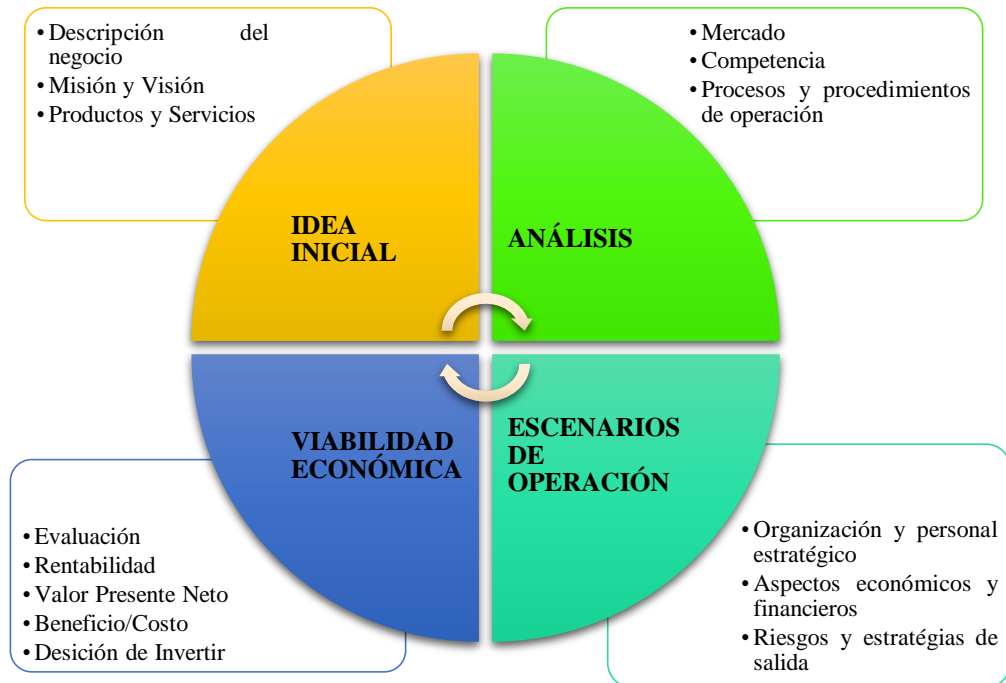 • Descripción del
negocio
• Misión y Visión
• Productos y Servicios
• Mercado
• Competencia
• Procesos y procedimientos
de operación
IDEA
INICIAL
ANÁLISIS
VIABILIDAD
ECONÓMICA
ESCENARIOS
DE
OPERACIÓN
• Evaluación
• Rentabilidad
• Valor Presente Neto
• Beneficio/Costo
• Desición de Invertir
• Organización y personal
estratégico
• Aspectos económicos y
financieros
• Riesgos y estratégias de
salida